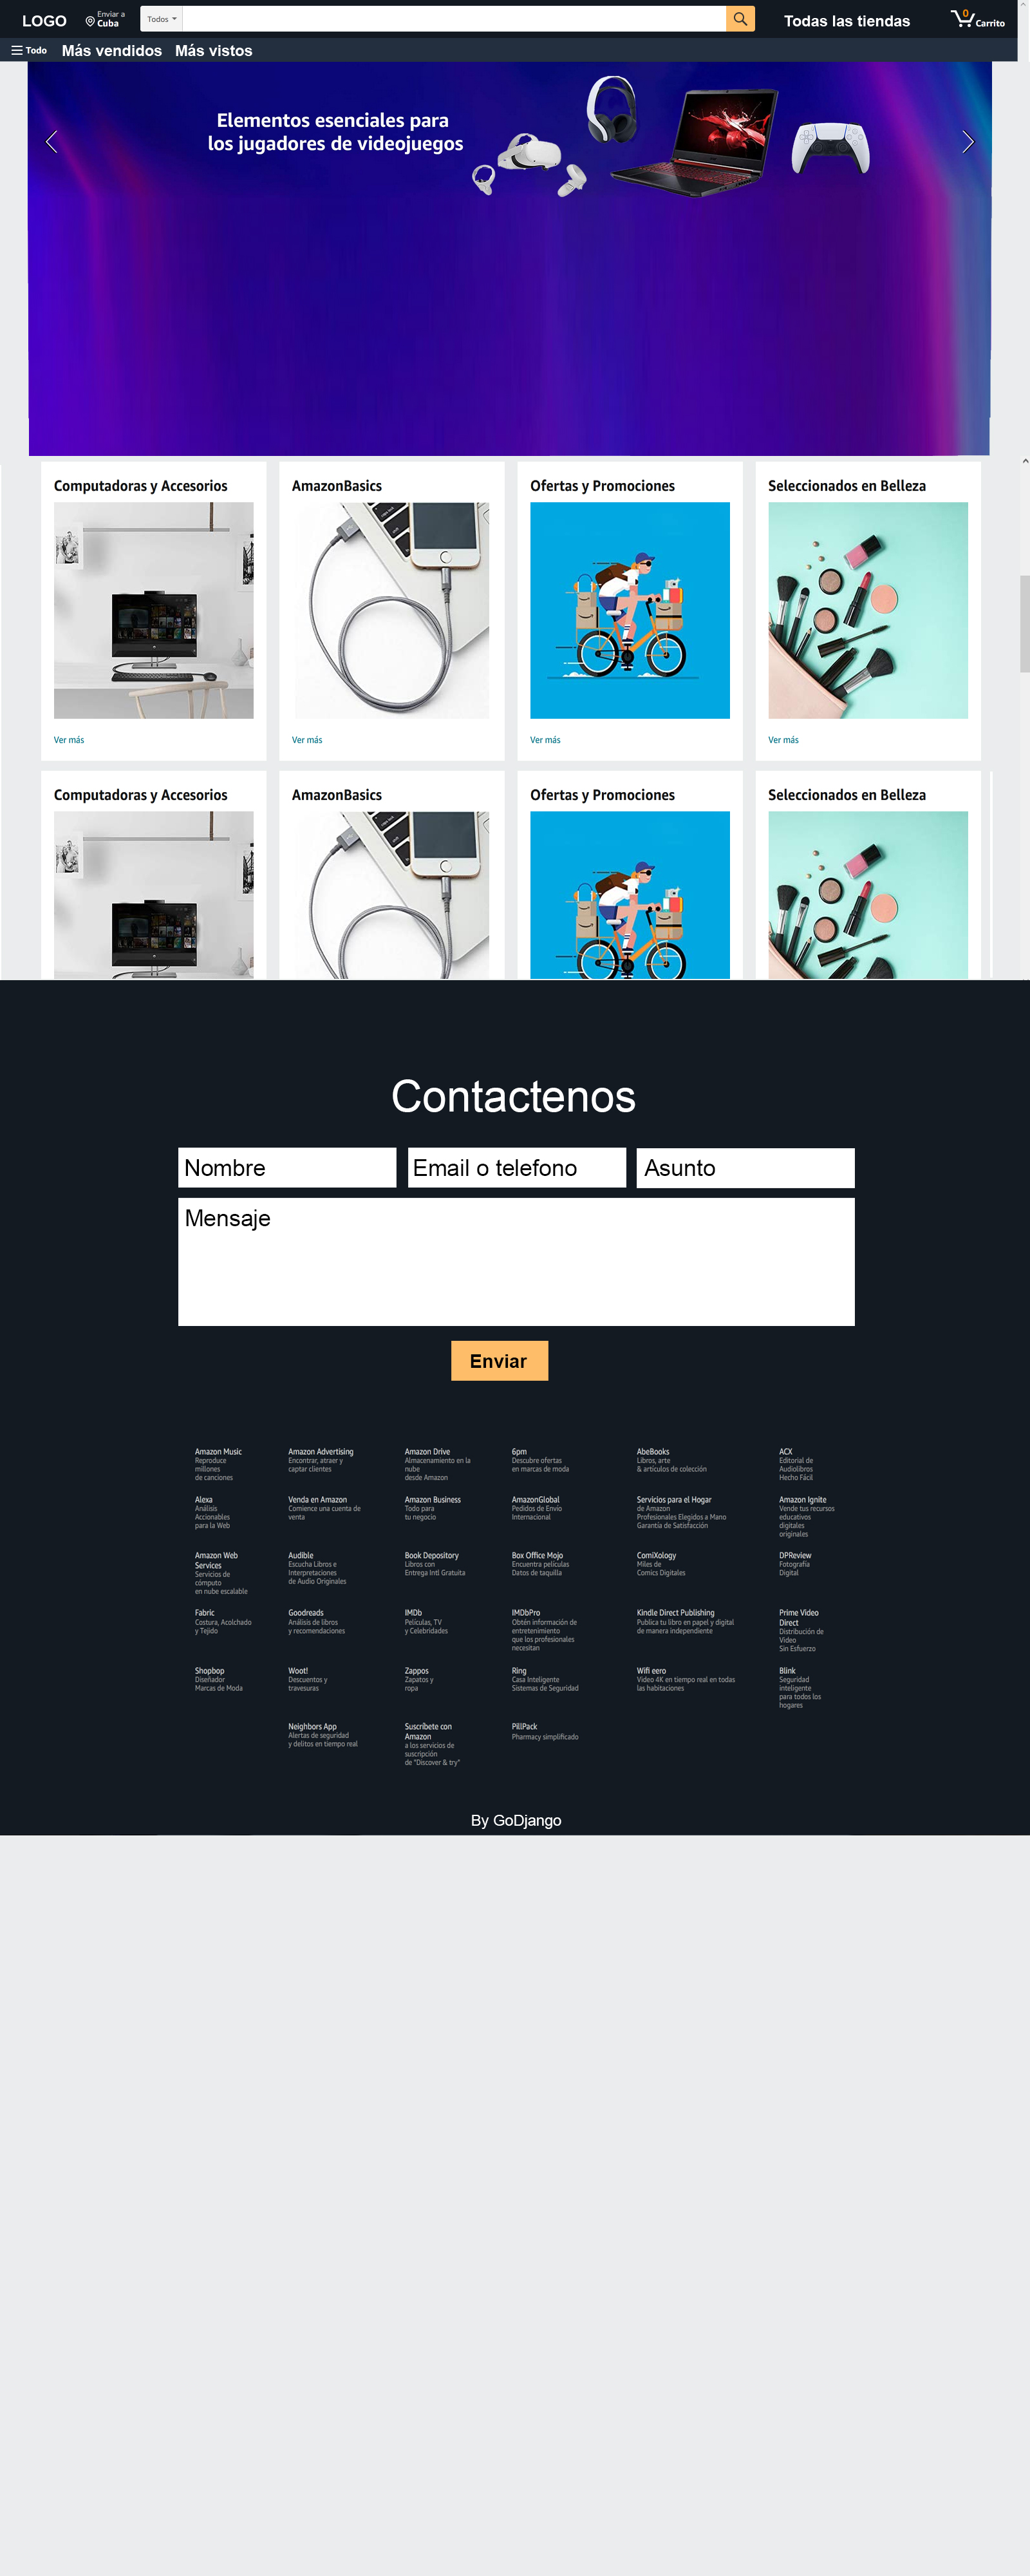 LOGO
Enviar a
Cuba
Todos
Todas las tiendas
0
Carrito
Todo
Más vendidos
Más vistos
Elementos esenciales para
los jugadores de videojuegos
Computadoras y Accesorios
AmazonBasics
Ofertas y Promociones
Seleccionados en Belleza
Ver más
Ver más
Ver más
Ver más
Computadoras y Accesorios
AmazonBasics
Ofertas y Promociones
Seleccionados en Belleza
Contactenos
Nombre
Email o telefono
Asunto
Mensaje
Enviar
Amazon Music
Reproduce
millones
de canciones
Amazon Advertising
Encontrar, atraer y
captar clientes
Amazon Drive
Almacenamiento en la
nube
desde Amazon
6pm
Descubre ofertas
en marcas de moda
AbeBooks
Libros, arte
& artículos de colección
ACX
Editorial de
Audiolibros
Hecho Fácil
Alexa
Análisis
Accionables
para la Web
Venda en Amazon
Comience una cuenta de
venta
Amazon Business
Todo para
tu negocio
AmazonGlobal
Pedidos de Envío
Internacional
Servicios para el Hogar
de Amazon
Profesionales Elegidos a Mano
Garantía de Satisfacción
Amazon Ignite
Vende tus recursos
educativos
digitales
originales
Amazon Web
Services
Servicios de
cómputo
en nube escalable
Audible
Escucha Libros e
Interpretaciones
de Audio Originales
Book Depository
Libros con
Entrega Intl Gratuita
Box Office Mojo
Encuentra películas
Datos de taquilla
ComiXology
Miles de
Comics Digitales
DPReview
Fotografía
Digital
Fabric
Costura, Acolchado
y Tejido
Goodreads
Análisis de libros
y recomendaciones
IMDb
Películas, TV
y Celebridades
IMDbPro
Obtén información de
entretenimiento
que los profesionales
necesitan
Kindle Direct Publishing
Publica tu libro en papel y digital
de manera independiente
Prime Video
Direct
Distribución de
Video
Sin Esfuerzo
Shopbop
Diseñador
Marcas de Moda
Woot!
Descuentos y
travesuras
Zappos
Zapatos y
ropa
Ring
Casa Inteligente
Sistemas de Seguridad
Wifi eero
Video 4K en tiempo real en todas
las habitaciones
Blink
Seguridad
inteligente
para todos los
hogares
Neighbors App
Alertas de seguridad
y delitos en tiempo real
Suscríbete con
Amazon
a los servicios de
suscripción
de "Discover & try"
PillPack
Pharmacy simplificado
By GoDjango